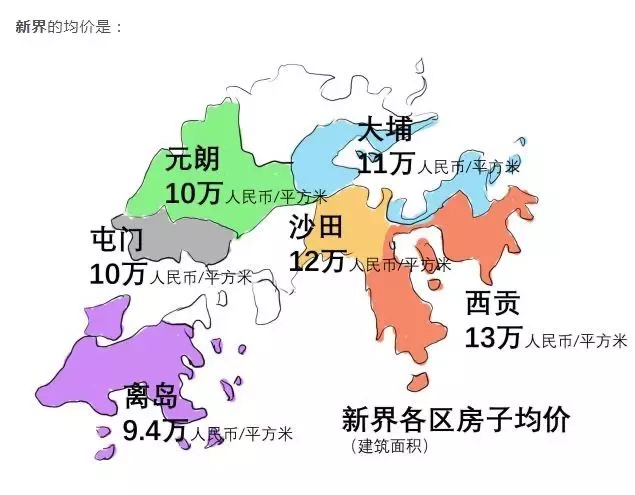 新界的均价是：
大埔
11万人民币/平方米
元朗
10万人民币/平方米
沙田
12万人民币/平方米
屯门
10万人民币/平方米
西贡
13万人民币/平方米
离岛
9.4万人民币/平方米
新界各区房子均价
（建筑面积）